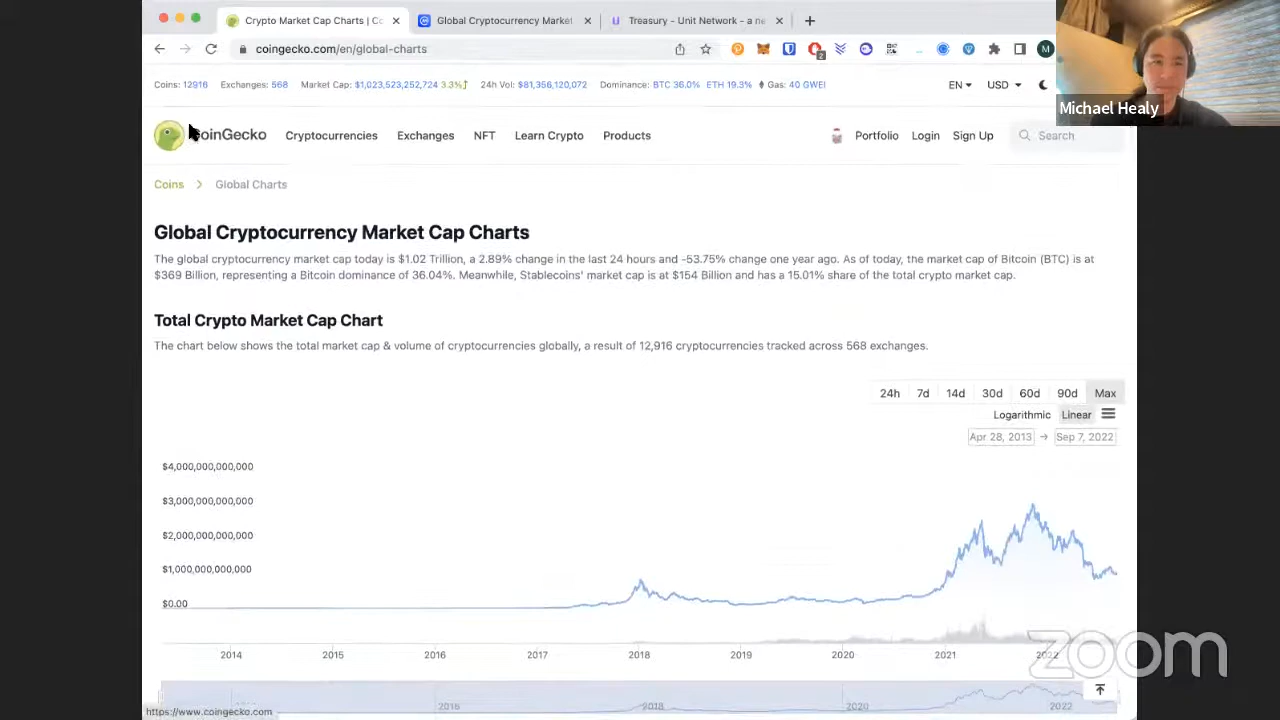 Crypto Market Cap Charts | Co
Global Cryptocurrency Market
Treasury - Unit Network - a ne
coingecko.com/en/global-charts
2
M
Michael Healy
Coins: 12916 Exchanges: 568 Market Cap: $1,023,523,252,724 3.3% 24h Vol: $81,356,120,072 Dominance: BTC 36.0% ETH 19.3% Gas: 40 GWEI
EN USD
CoinGecko Cryptocurrencies Exchanges NFT Learn Crypto Products
Portfolio Login Sign Up Search
Coins > Global Charts
Global Cryptocurrency Market Cap Charts
The global cryptocurrency market cap today is $1.02 Trillion, a 2.89% change in the last 24 hours and -53.75% change one year ago. As of today, the market cap of Bitcoin (BTC) is at
$369 Billion, representing a Bitcoin dominance of 36.04%. Meanwhile, Stablecoins' market cap is at $154 Billion and has a 15.01% share of the total crypto market cap.
Total Crypto Market Cap Chart
The chart below shows the total market cap & volume of cryptocurrencies globally, a result of 12,916 cryptocurrencies tracked across 568 exchanges.
24h 7d 14d 30d 60d 90d Max
Logarithmic Linear
Apr 28, 2013 → Sep 7, 2022
$4,000,000,000,000
$3,000,000,000,000
$2,000,000,000,000
$1,000,000,000,000
$0.00
2014 2015 2016 2017 2018 2019 2020 2021 2022
zoom
2016 2018 2020 2022
https://www.coingecko.com